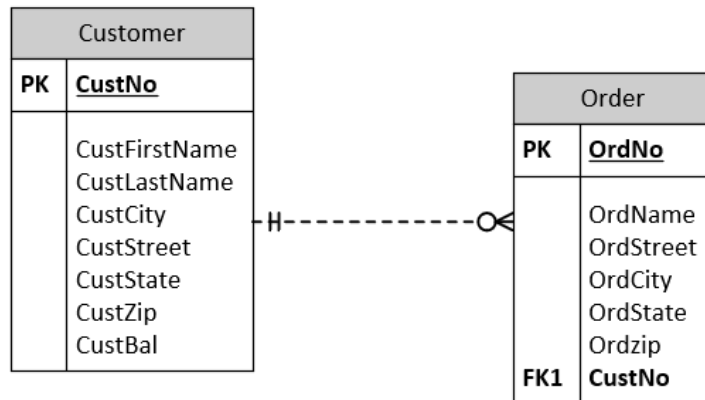 Customer
PK CustNo
CustFirstName
CustLastName
CustCity
CustStreet
CustState
CustZip
CustBal
Order
PK OrdNo
OrdName
OrdStreet
OrdCity
OrdState
Ordzip
FK1 CustNo